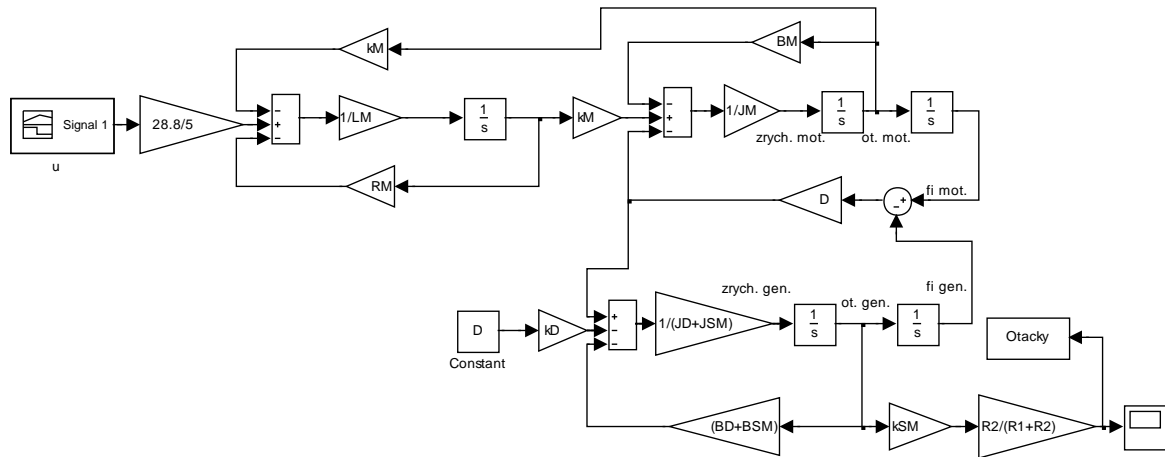 kM
BM
−
+
−
Signal 1
28.8/5
1/LM
1
s
kM
−
+
−
1/JM
1
s
1
s
zrych. mot.
ot. mot.
u
RM
D
− +
fi mot.
zrych. gen.
ot. gen.
fi gen.
D
Constant
kD
+
−
−
1/(JD+JSM)
1
s
1
s
Otacky
(BD+BSM)
kSM
R2/(R1+R2)